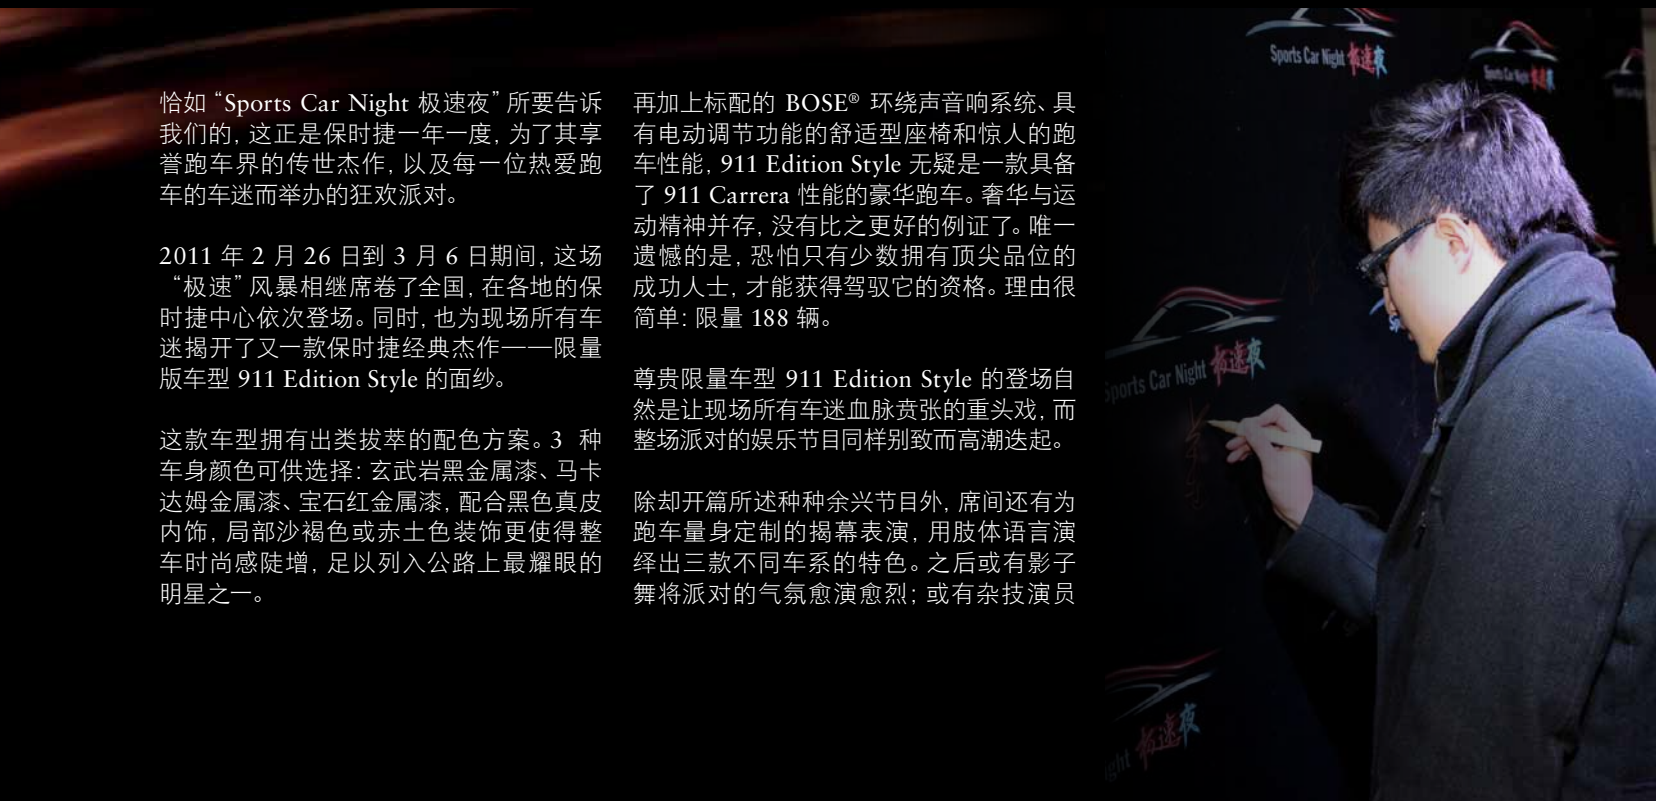 恰如“Sports Car Night 极速夜”所要告诉
我们的, 这正是保时捷一年一度, 为了其享
誉跑车界的传世杰作, 以及每一位热爱跑
车的车迷而举办的狂欢派对。
2011 年 2 月 26 日到 3 月 6 日期间, 这场
“极速”风暴相继席卷了全国, 在各地的保
时捷中心依次登场。同时, 也为现场所有车
迷揭开了又一款保时捷经典杰作——限量
版车型 911 Edition Style 的面纱。
这款车型拥有出类拔萃的配色方案。3 种
车身颜色可供选择: 玄武岩黑金属漆、马卡
达姆金属漆、宝石红金属漆, 配合黑色真皮
内饰, 局部沙褐色或赤土色装饰更使得整
车时尚感陡增, 足以列入公路上最耀眼的
明星之一。
再加上标配的 BOSE® 环绕声音响系统、具
有电动调节功能的舒适型座椅和惊人的跑
车性能, 911 Edition Style 无疑是一款具备
了 911 Carrera 性能的豪华跑车。奢华与运
动精神并存, 没有比之更好的例证了。唯一
遗憾的是, 恐怕只有少数拥有顶尖品位的
成功人士, 才能获得驾驭它的资格。理由很
简单: 限量 188 辆。
尊贵限量车型 911 Edition Style 的登场自
然是让现场所有车迷血脉贲张的重头戏, 而
整场派对的娱乐节目同样别致而高潮迭起。
除却开篇所述种种余兴节目外, 席间还有为
跑车量身定制的揭幕表演, 用肢体语言演
绎出三款不同车系的特色。之后或有影子
舞将派对的气氛愈演愈烈; 或有杂技演员
Sports Car Night 极速夜
Sports Car Night 极速夜
Sports Car Night 极速夜
ight 极速夜